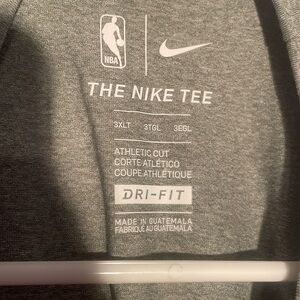 NBA
THE NIKE TEE
3XLT 3TGL 3EGL
ATHLETIC CUT
CORTE ATLÉTICO
COUPE ATHLÉTIQUE
DRI-FIT
MADE IN GUATEMALA
FABRIQUÉ AU GUATEMALA